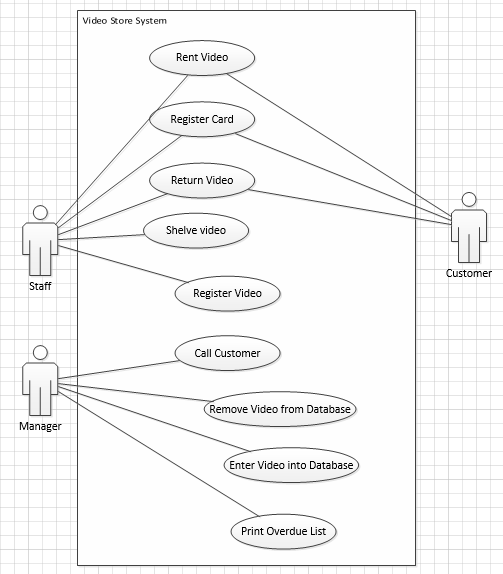 Video Store System
Rent Video
Register Card
Return Video
Shelve video
Staff
Customer
Register Video
Call Customer
Manager
Remove Video from Database
Enter Video into Database
Print Overdue List